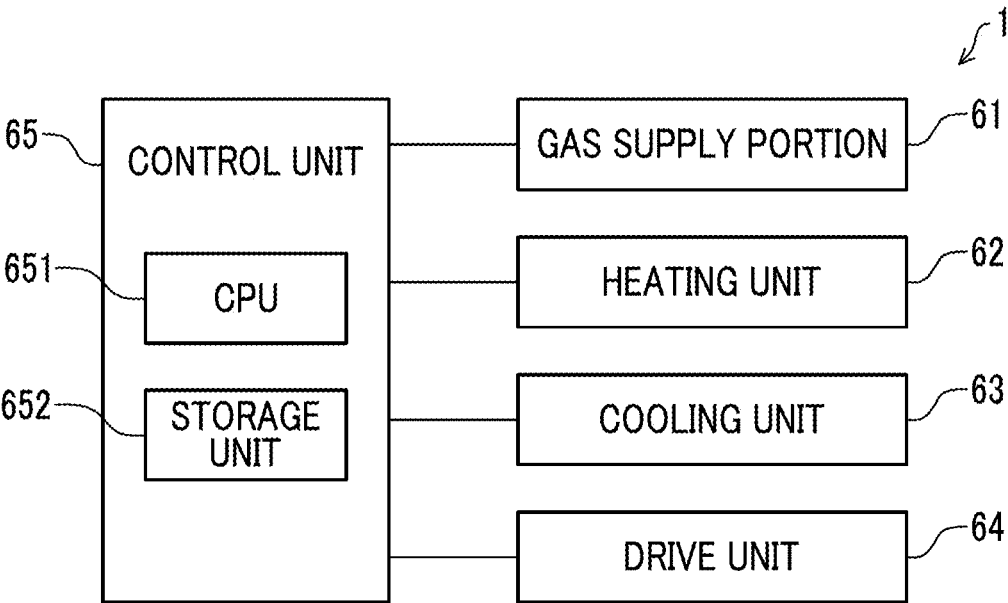 1
65
CONTROL UNIT
651
CPU
652
STORAGE
UNIT
GAS SUPPLY PORTION
61
HEATING UNIT
62
COOLING UNIT
63
DRIVE UNIT
64